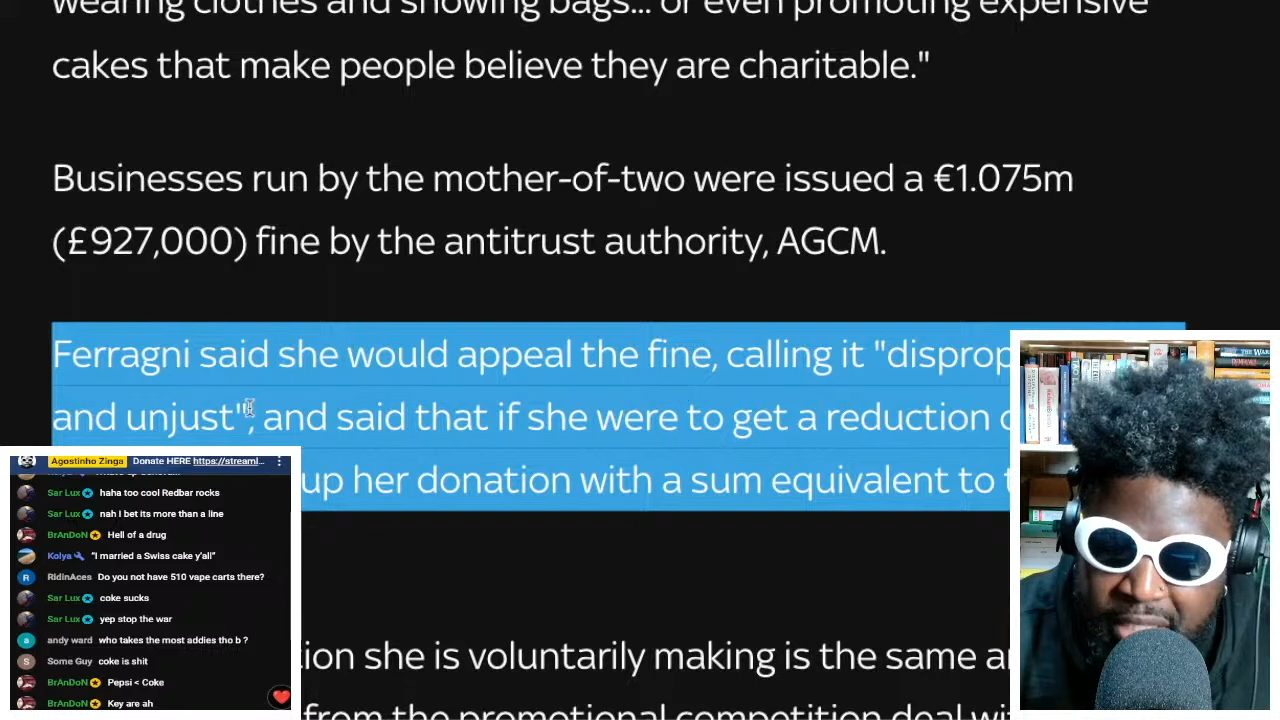 wearing clothes and showing bags... or even promoting expensive
cakes that make people believe they are charitable."
Businesses run by the mother-of-two were issued a €1.075m
(£927,000) fine by the antitrust authority, AGCM.
Ferragni said she would appeal the fine, calling it "disprop
and unjust", and said that if she were to get a reduction
up her donation with a sum equivalent to
tion she is voluntarily making is the same
from the promotional competition deal
Agostinho Zinga Donate HERE https://streaml...
Sar Lux haha too cool Redbar rocks
Sar Lux nah I bet its more than a line
BrAnDoN Hell of a drug
Kolya "I married a Swiss cake y'all"
R RidinAces Do you not have 510 vape carts there?
Sar Lux coke sucks
Sar Lux yep stop the war
a andy ward who takes the most addies tho b ?
S Some Guy coke is shit
BrAnDoN Pepsi < Coke
BrAnDoN Key are ah